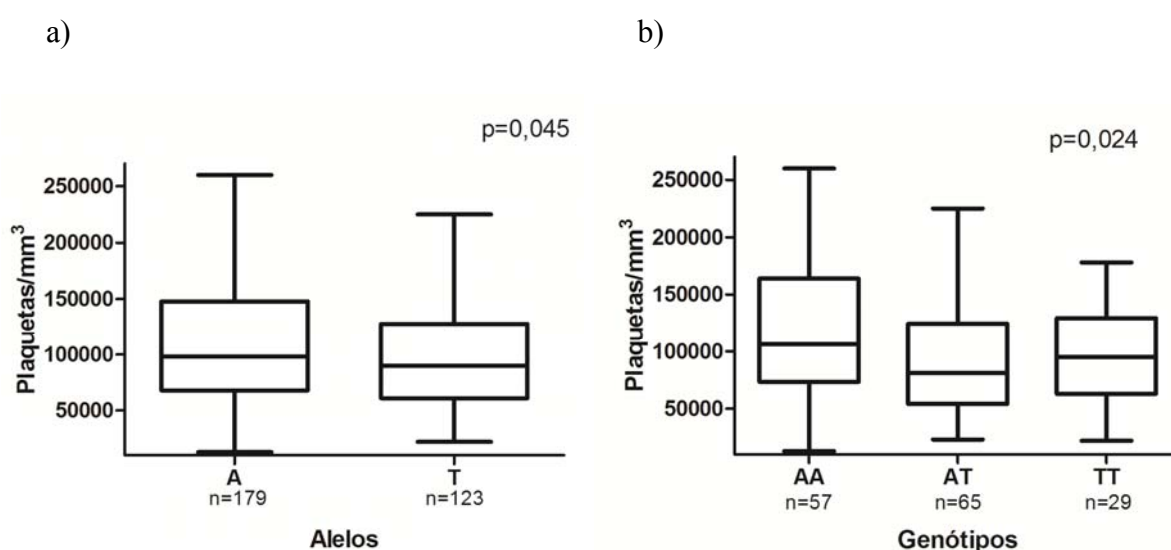 a)
b)
p=0,045
Plaquetas/mm³
250000
200000
150000
100000
50000
A
T
n=179
n=123
Alelos
p=0,024
Plaquetas/mm³
250000
200000
150000
100000
50000
AA
AT
TT
n=57
n=65
n=29
Genótipos